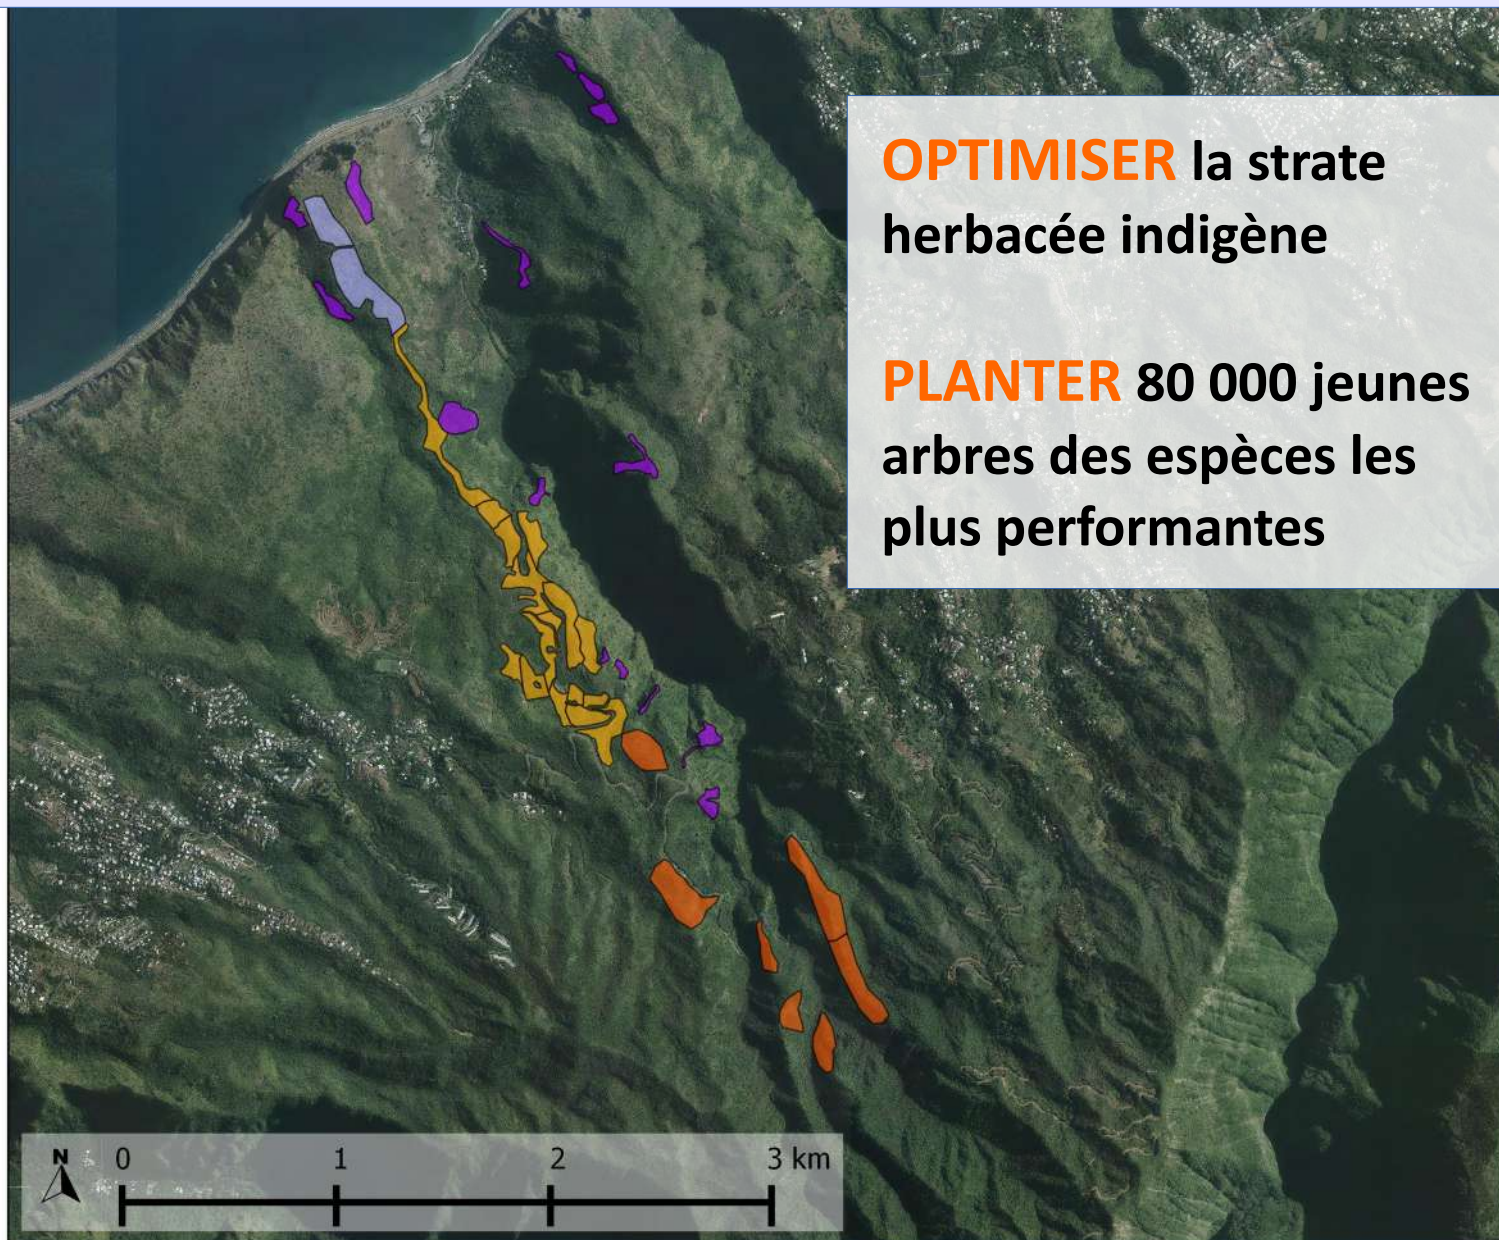 OPTIMISER la strate
herbacée indigène
PLANTER 80 000 jeunes
arbres des espèces les
plus performantes
N 0 1 2 3 km